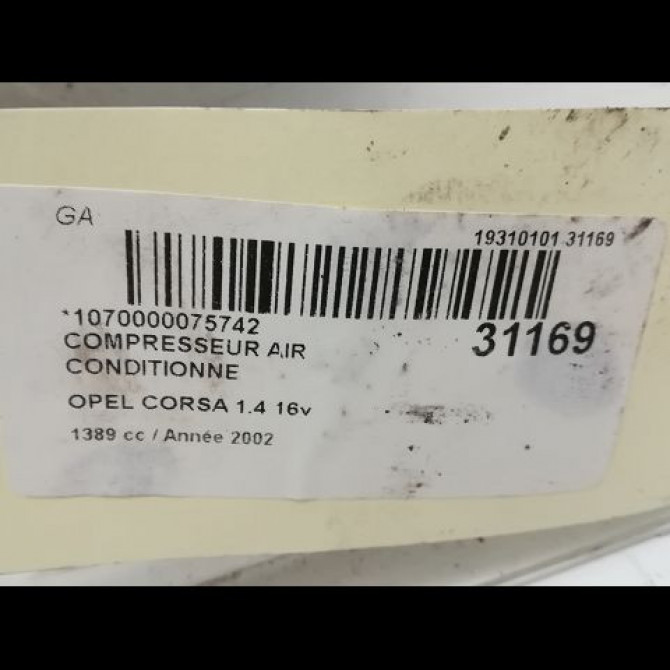 GA
19310101 31169
*1070000075742
31169
COMPRESSEUR AIR
CONDITIONNE
OPEL CORSA 1.4 16v
1389 cc / Année 2002